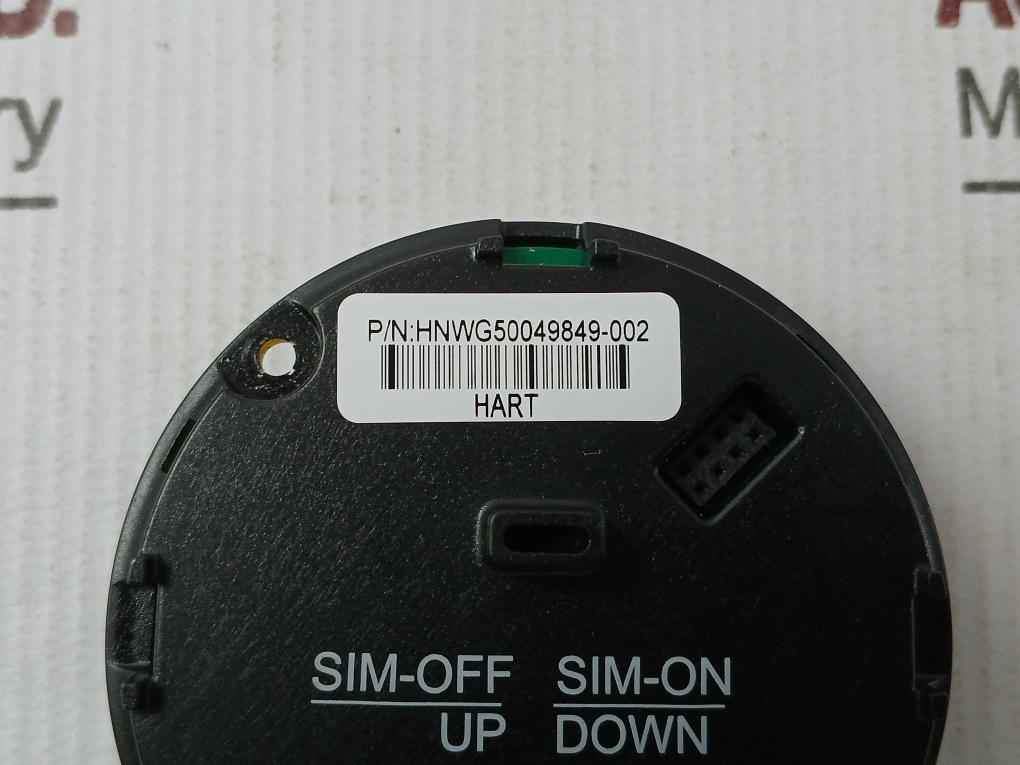 P/N:HNWG50049849-002
HART
SIM-OFF SIM-ON
UP DOWN